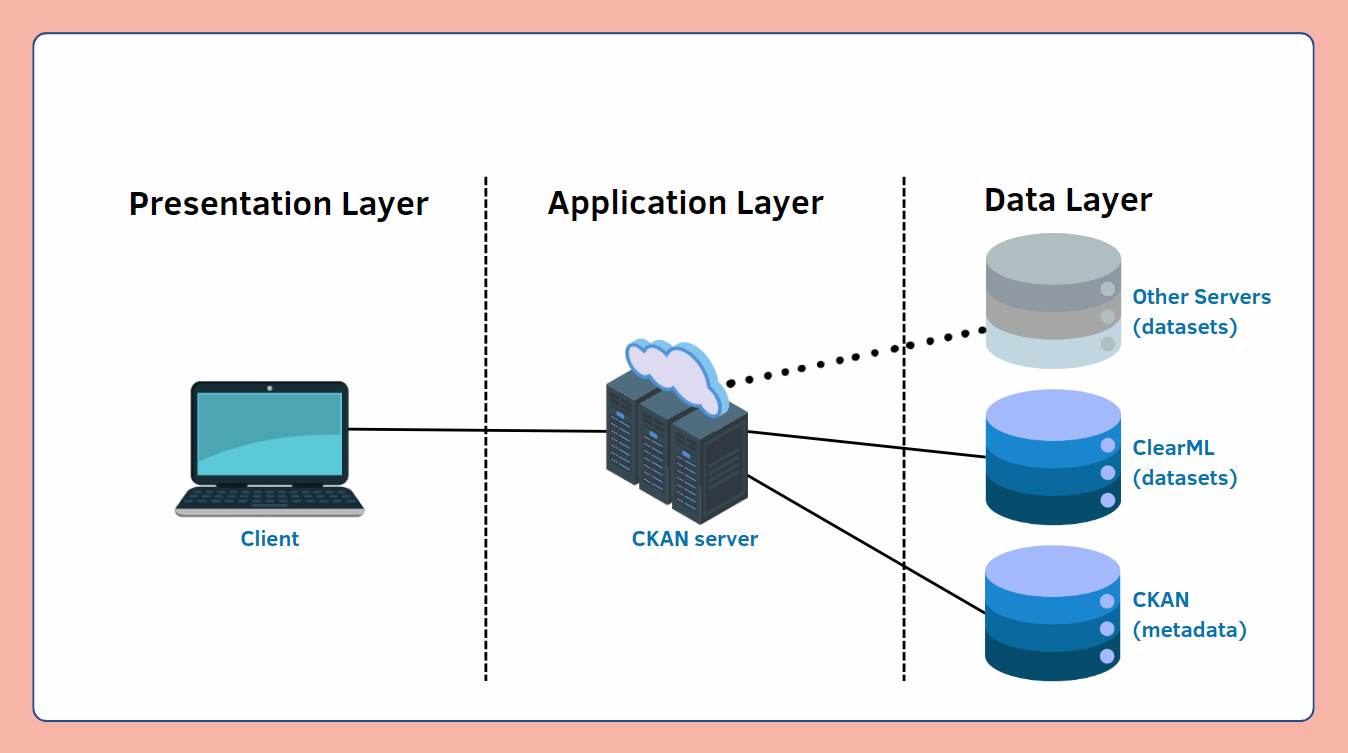 Presentation Layer
Application Layer
Data Layer
Other Servers
(datasets)
ClearML
(datasets)
Client
CKAN server
CKAN
(metadata)